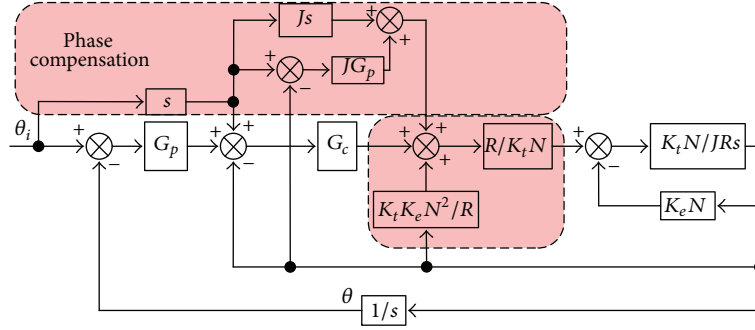 Phase
compensation
Js
+
+
+
−
JG_p
s
θ_i
+
−
G_p
+
+
−
G_c
+
+
+
R/K_tN
+
−
K_tN/JRs
K_tK_eN^2/R
K_eN
θ
1/s